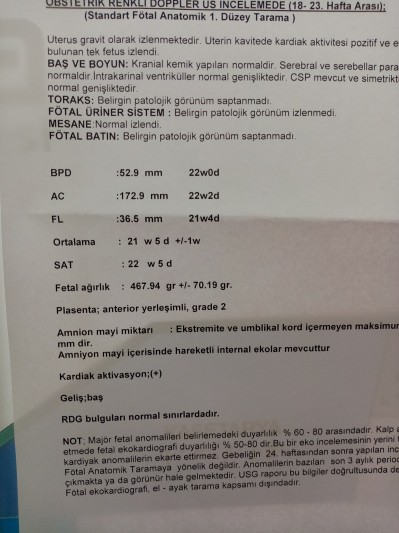 OBSTETRİK RENKLİ DOPPLER US İNCELEMEDE (18- 23. Hafta Arası);
(Standart Fötal Anatomik 1. Düzey Tarama )
Uterus gravit olarak izlenmektedir. Uterin kavitede kardiak aktivitesi pozitif ve
bulunan tek fetus izlendi.
BAŞ VE BOYUN: Kranial kemik yapıları normaldir. Serebral ve serebellar
normaldir.İntrakarinal ventriküller normal genişliktedir. CSP mevcut ve
normal genişliktedir.
TORAKS: Belirgin patolojik görünüm saptanmadı.
FÖTAL ÜRİNER SİSTEM : Belirgin patolojik görünüm izlenmedi.
MESANE:Normal izlendi.
FÖTAL BATIN: Belirgin patolojik görünüm saptanmadı.
BPD :52.9 mm 22w0d
AC :172.9 mm 22w2d
FL :36.5 mm 21w4d
Ortalama : 21 w 5 d +/-1w
SAT : 22 w 5 d
Fetal ağırlık : 467.94 gr +/- 70.19 gr.
Plasenta; anterior yerleşimli, grade 2
Amnion mayi miktarı : Ekstremite ve umblikal kord içermeyen
mm dir.
Amniyon mayi içerisinde hareketli internal ekolar mevcuttur
Kardiak aktivasyon;(+)
Geliş;baş
RDG bulguları normal sınırlardadır.
NOT; Majör fetal anomalileri belirlemedeki duyarlılık % 60 - 80 arasındadır. Kalp
etmede fetal ekokardiografi duyarlılığı % 50-80 dir.Bu bir eko incelemesinin yerini
kardiyak anomalilerin ekarte ettirmez. Gebeliğin 24. haftasından sonra yapılan
Fötal Anatomik Taramaya yönelik değildir. Anomalilerin bazıları son 3 aylık
çıkmakta ya da görünür hale gelmektedir. USG raporu bu bilgiler doğrultusunda
Fötal ekokardiografi, el - ayak tarama kapsamı dışındadır.